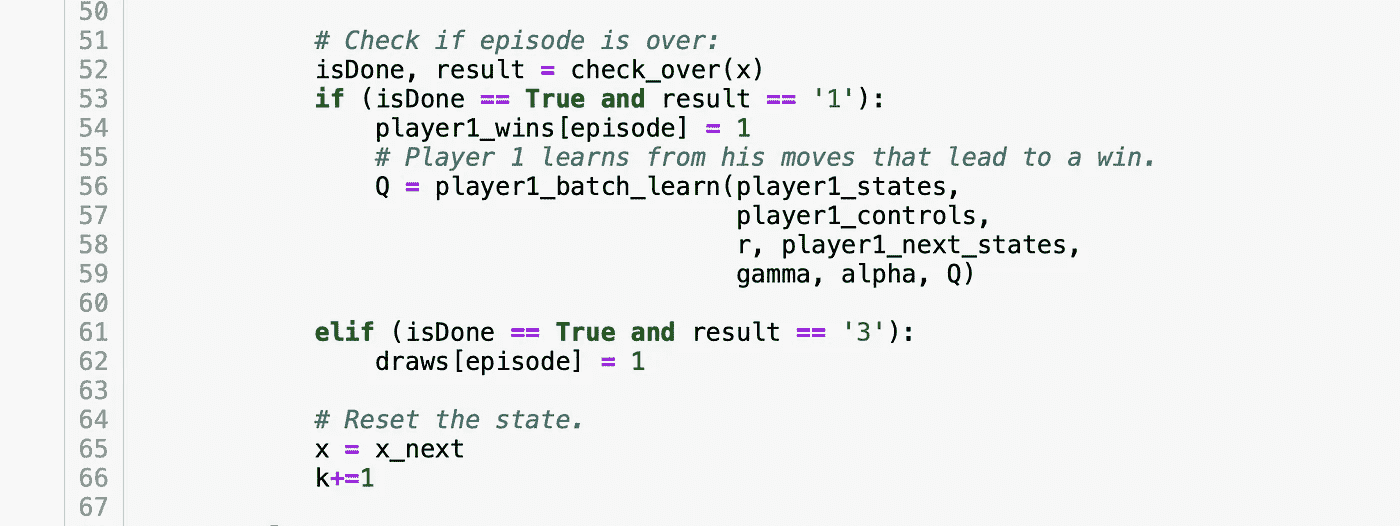 50
51 # Check if episode is over:
52 isDone, result = check_over(x)
53 if (isDone == True and result == '1'):
54 player1_wins[episode] = 1
55 # Player 1 learns from his moves that lead to a win.
56 Q = player1_batch_learn(player1_states,
57 player1_controls,
58 r, player1_next_states,
59 gamma, alpha, Q)
60
61 elif (isDone == True and result == '3'):
62 draws[episode] = 1
63
64 # Reset the state.
65 x = x_next
66 k+=1
67